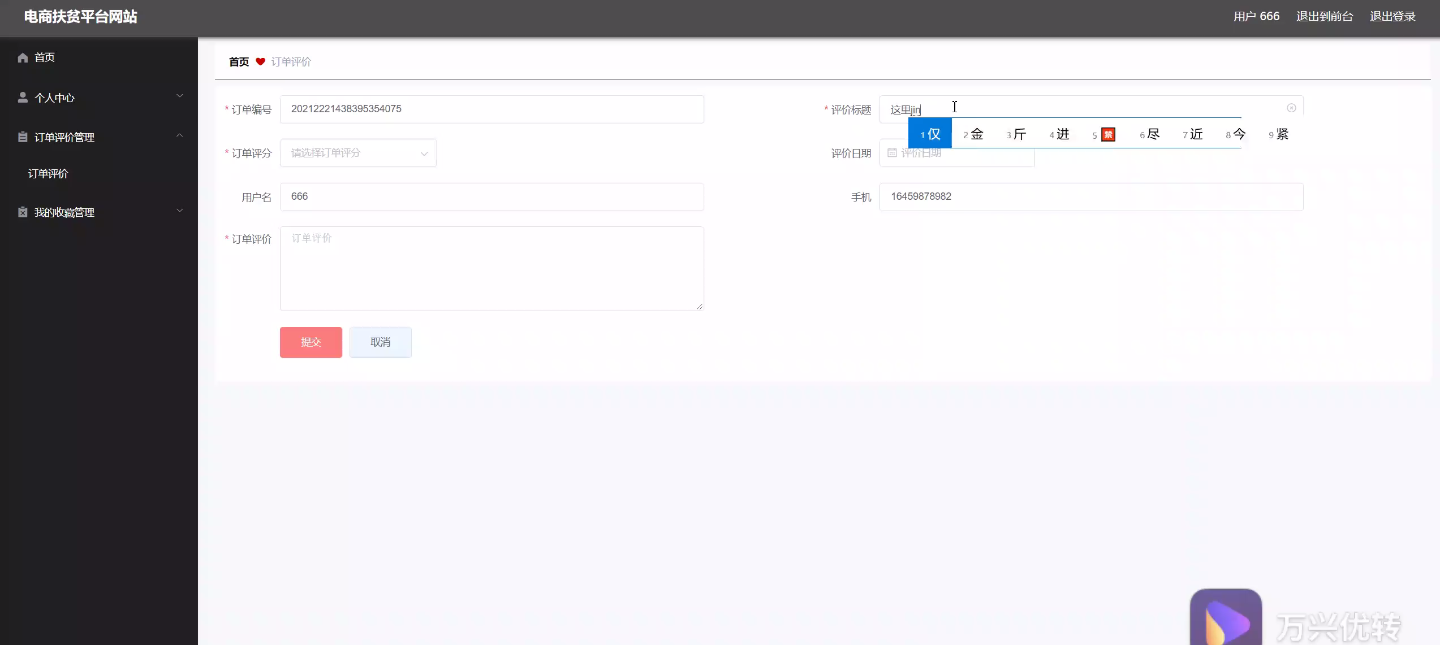 电商扶贫平台网站
用户 666 退出到前台 退出登录
首页
个人中心
订单评价管理
订单评价
我的收藏管理
首页 订单评价
* 订单编号 20212221438395354075
* 评价标题 这里jin
1 仅 2 金 3 斤 4 进 5 禁 6 尽 7 近 8 今 9 紧
* 订单评分 请选择订单评分
评价日期 评价日期
用户名 666
手机 16459878982
* 订单评价 订单评价
提交 取消
万兴优转